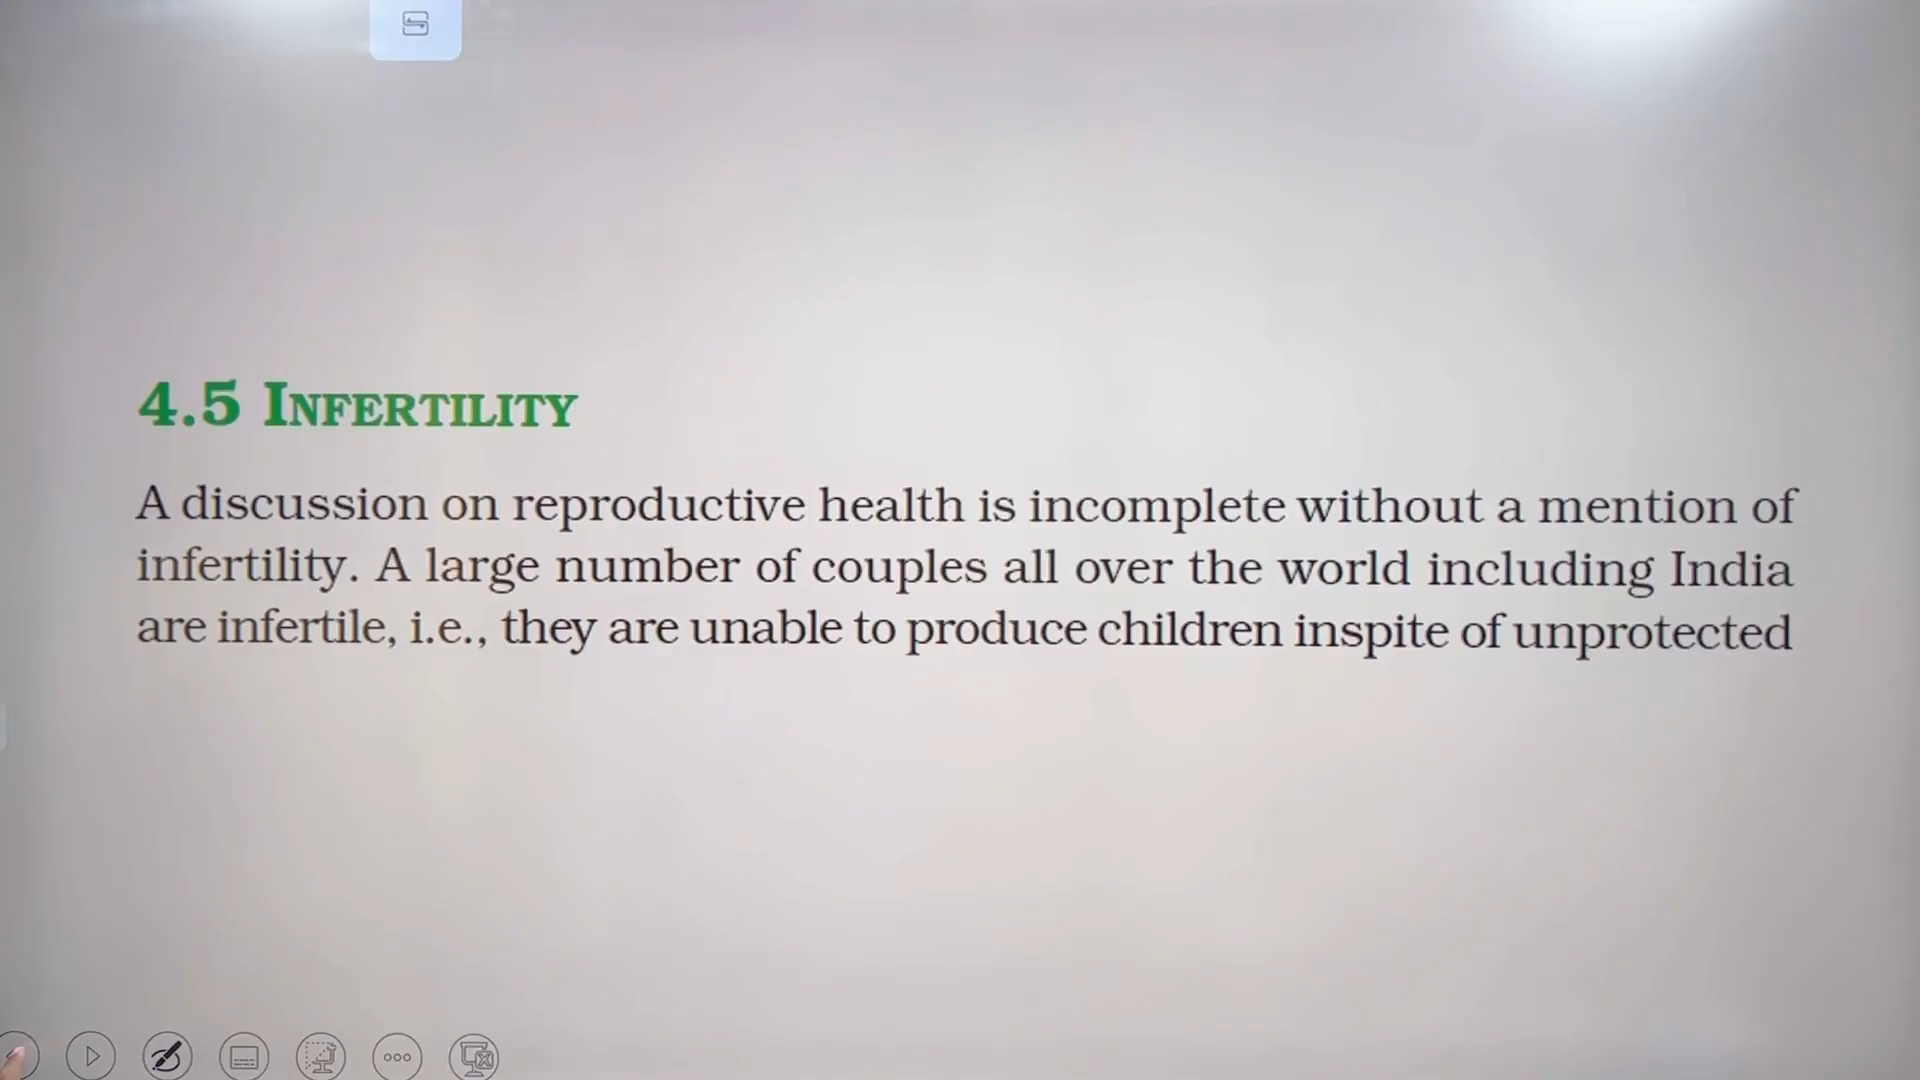 4.5 INFERTILITY
A discussion on reproductive health is incomplete without a mention of
infertility. A large number of couples all over the world including India
are infertile, i.e., they are unable to produce children inspite of unprotected